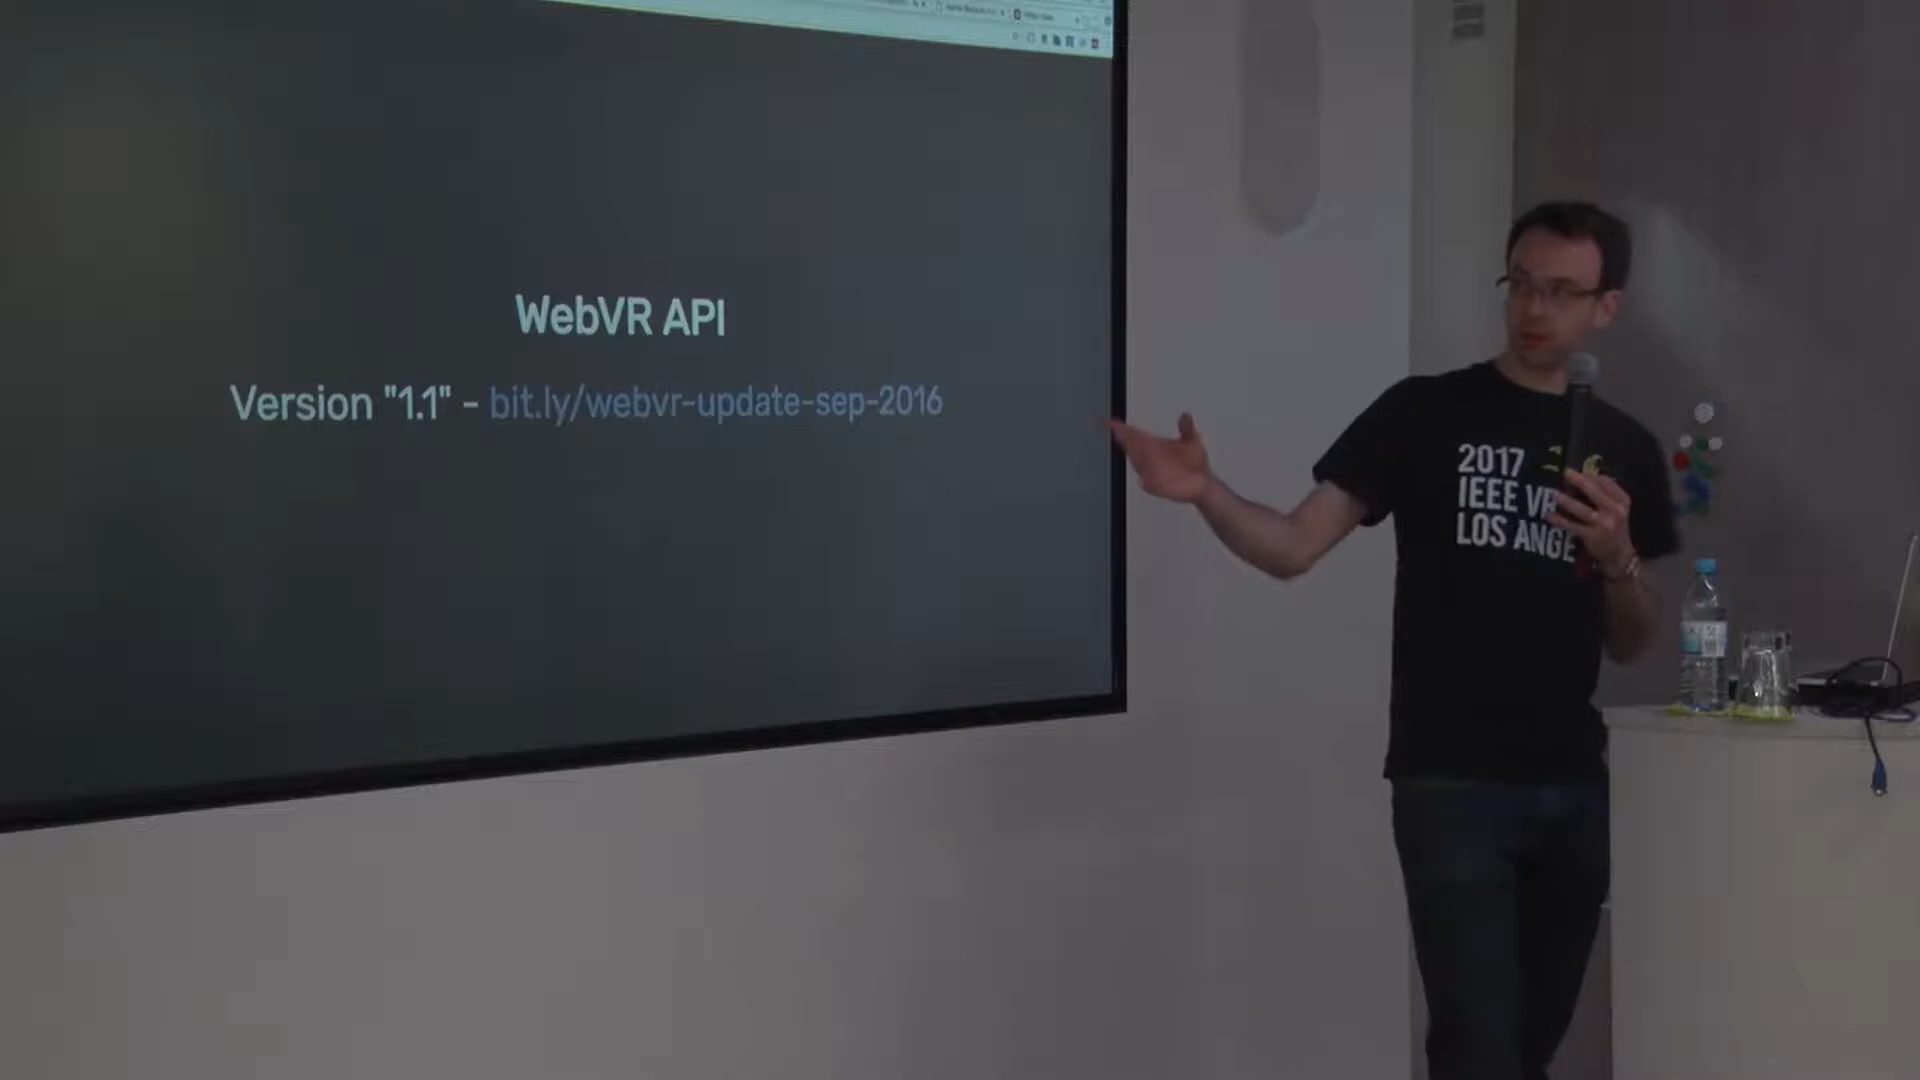 WebVR API
Version "1.1" - bit.ly/webvr-update-sep-2016
2017
IEEE VR
LOS ANGE